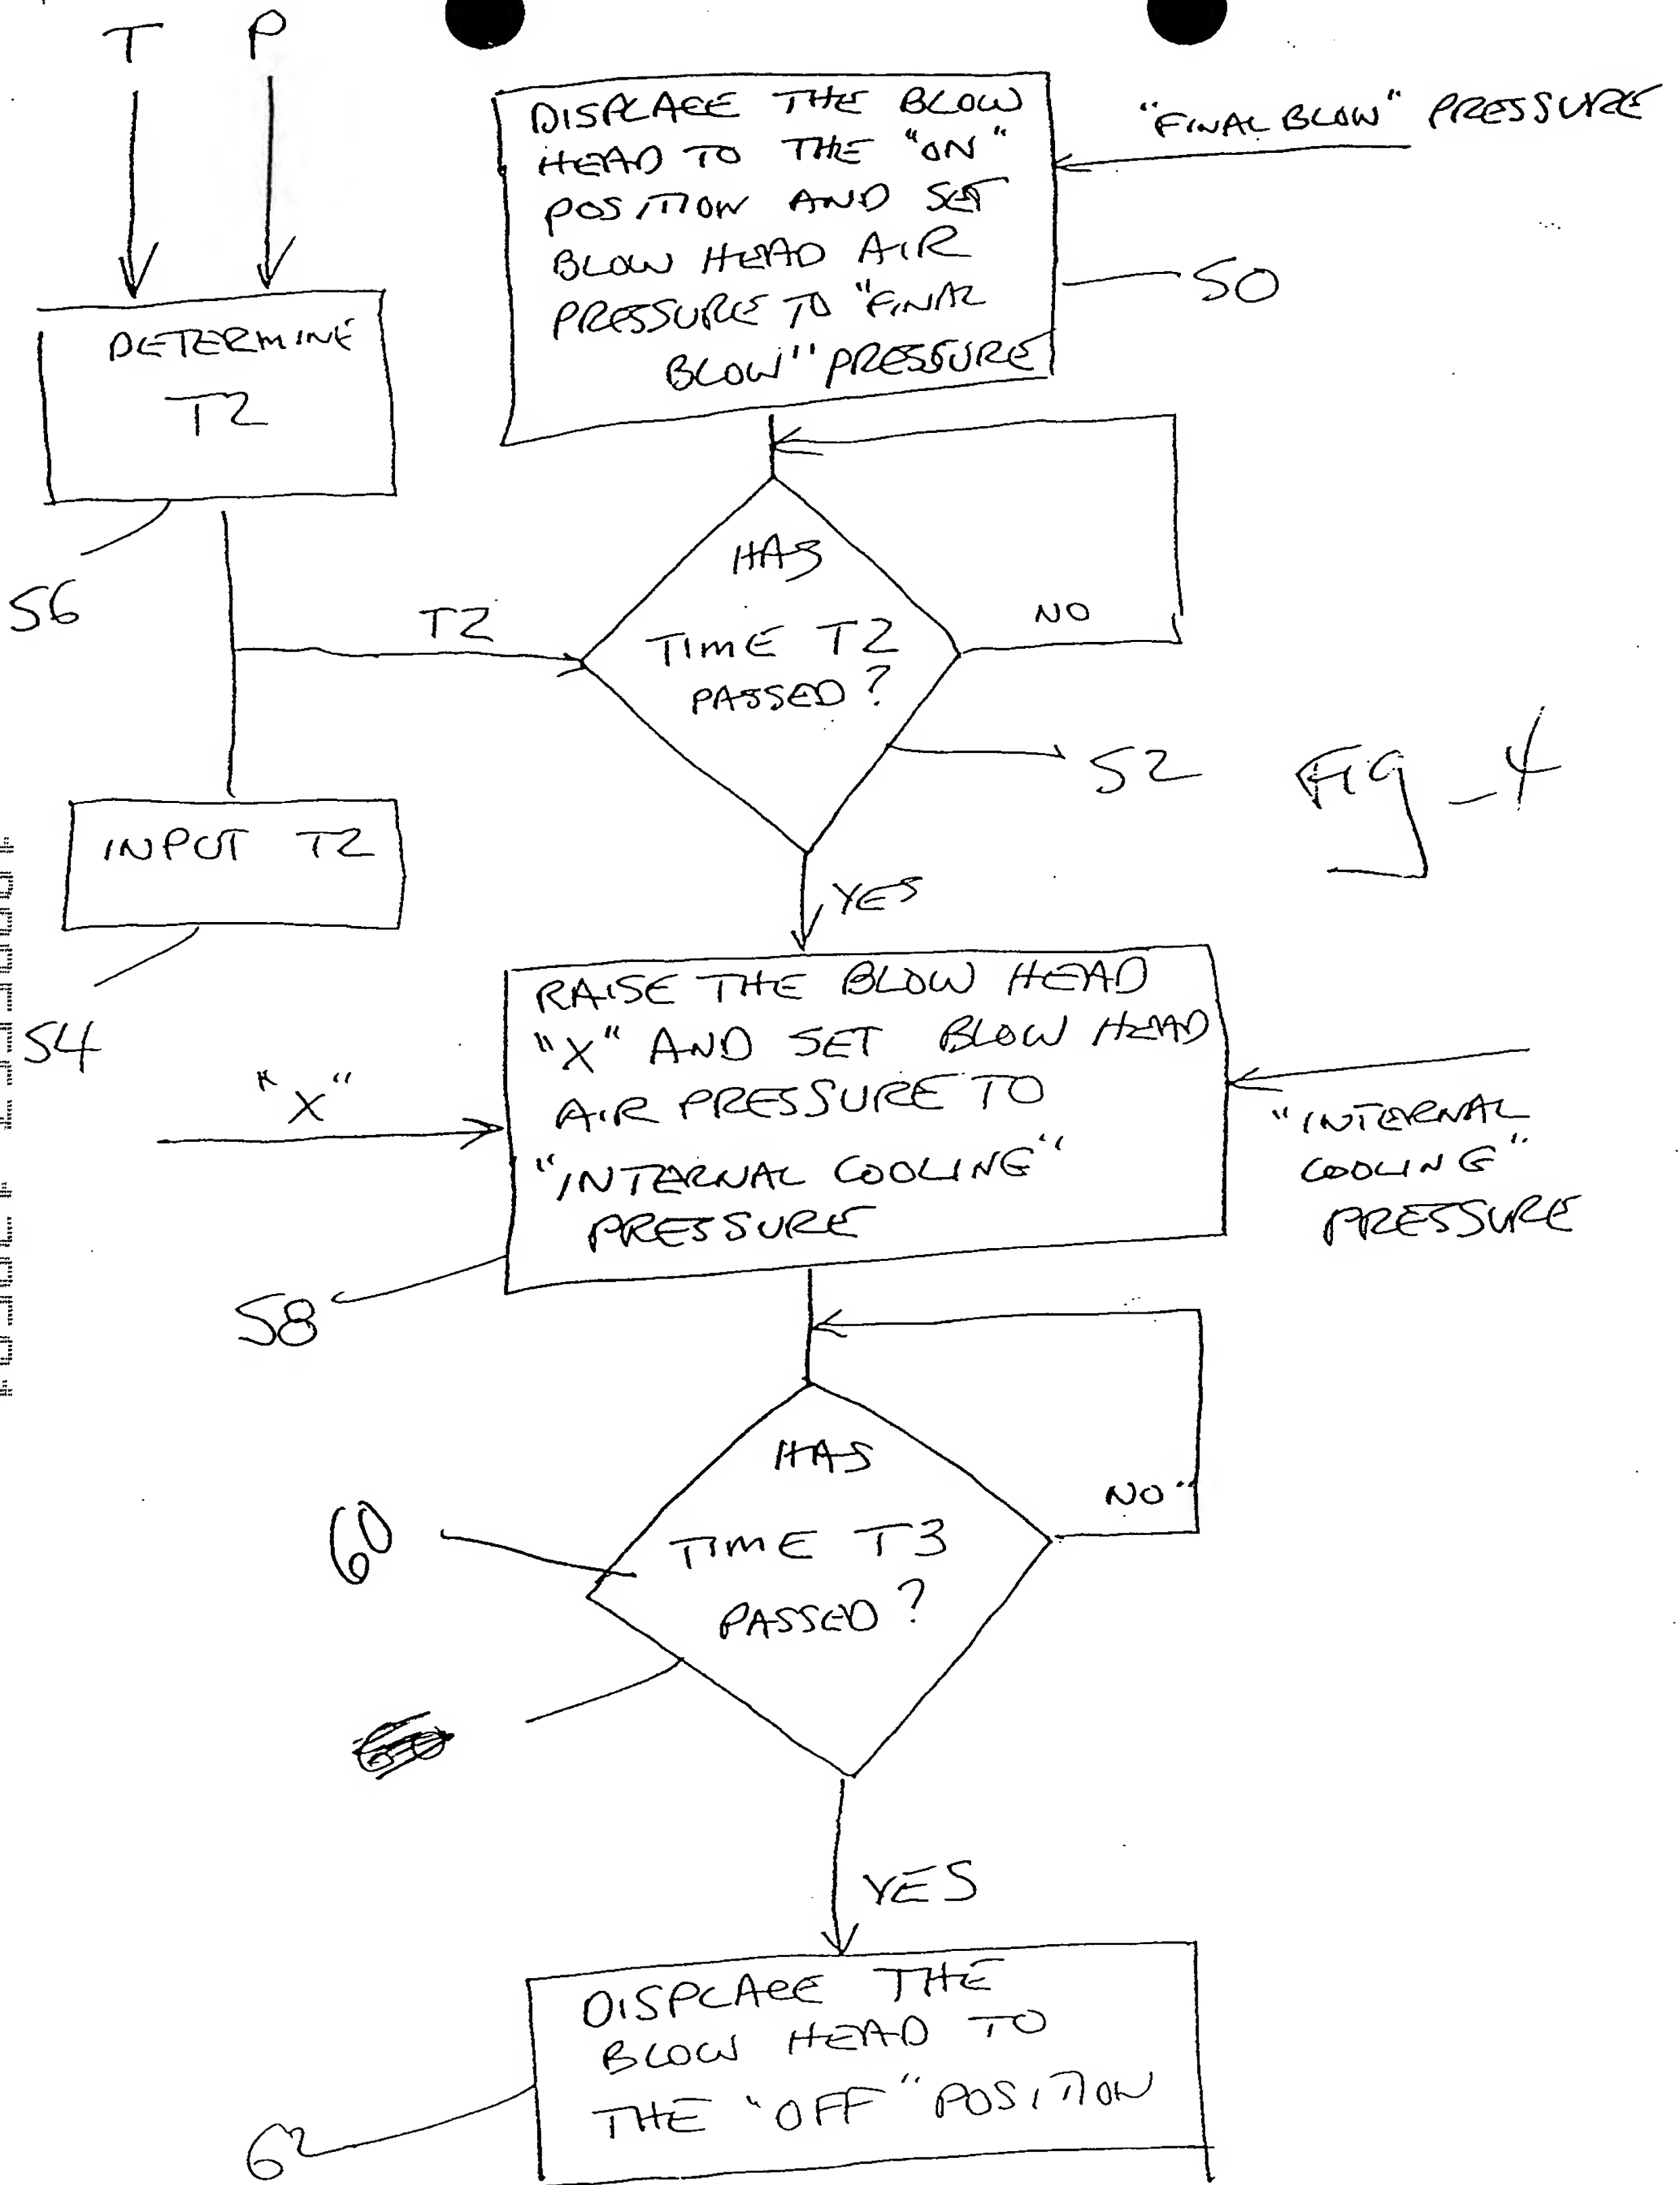 T P
DISPLACE THE BLOW
HEAD TO THE "ON"
POSITION AND SET
BLOW HEAD AIR
PRESSURE TO "FINAL
BLOW" PRESSURE
"FINAL BLOW" PRESSURE
50
DETERMINE
T2
56
T2
HAS
TIME T2
PASSED?
NO
52
Fig_4
INPUT T2
54
YES
RAISE THE BLOW HEAD
"X" AND SET BLOW HEAD
AIR PRESSURE TO
"INTERNAL COOLING"
PRESSURE
"X"
"INTERNAL
COOLING"
PRESSURE
58
HAS
TIME T3
PASSED?
NO
60
YES
DISPLACE THE
BLOW HEAD TO
THE "OFF" POSITION
62